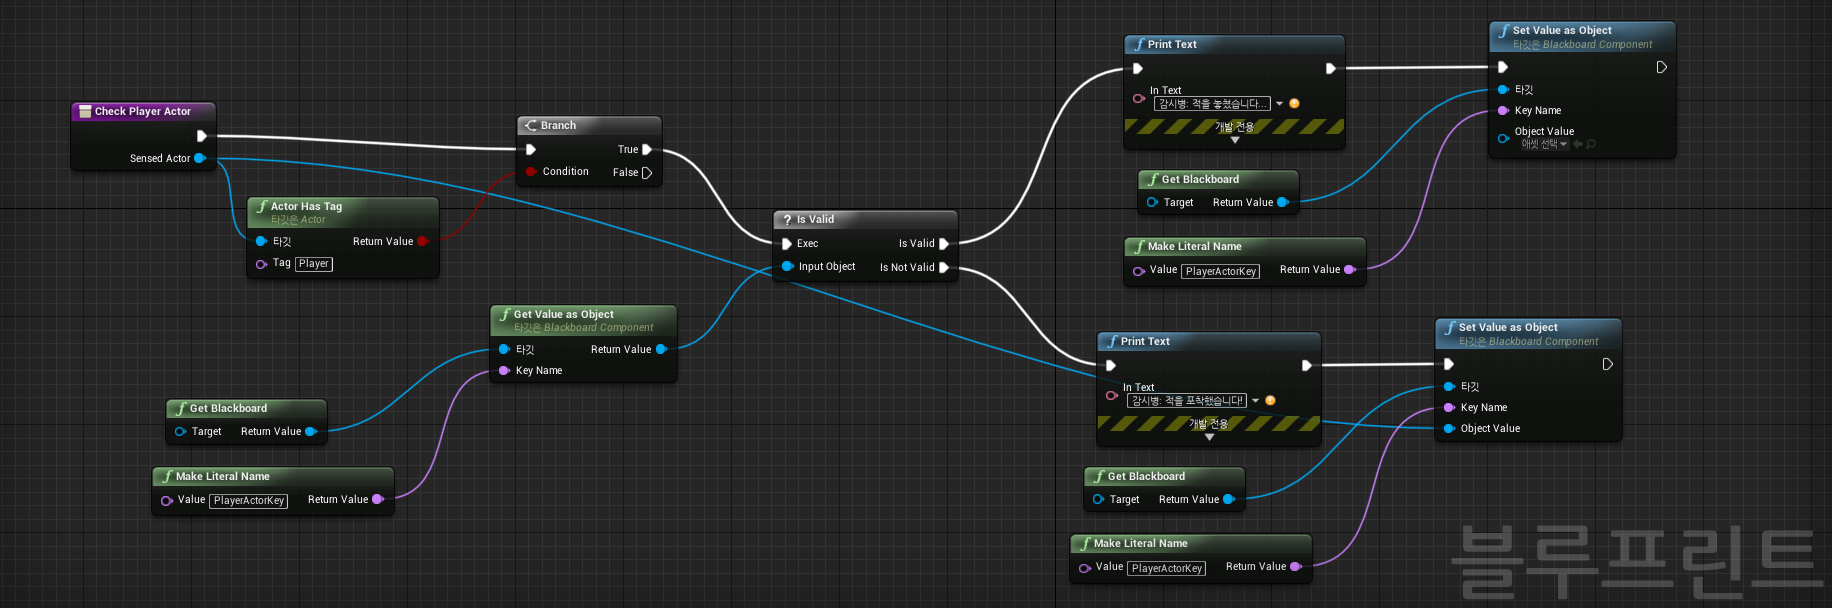 Check Player Actor
Sensed Actor
Actor Has Tag
타깃은 Actor
타깃
Return Value
Tag
Player
Branch
True
Condition
False
Get Value as Object
타깃은 Blackboard Component
타깃
Return Value
Key Name
Get Blackboard
Target
Return Value
Make Literal Name
Value
PlayerActorKey
Return Value
? Is Valid
Exec
Is Valid
Input Object
Is Not Valid
Print Text
In Text
감시병: 적을 놓쳤습니다...
개발 전용
Set Value as Object
타깃은 Blackboard Component
타깃
Key Name
Object Value
애셋 선택
Get Blackboard
Target
Return Value
Make Literal Name
Value
PlayerActorKey
Return Value
Print Text
In Text
감시병: 적을 포착했습니다!
개발 전용
Set Value as Object
타깃은 Blackboard Component
타깃
Key Name
Object Value
Get Blackboard
Target
Return Value
Make Literal Name
Value
PlayerActorKey
Return Value
블루프린트